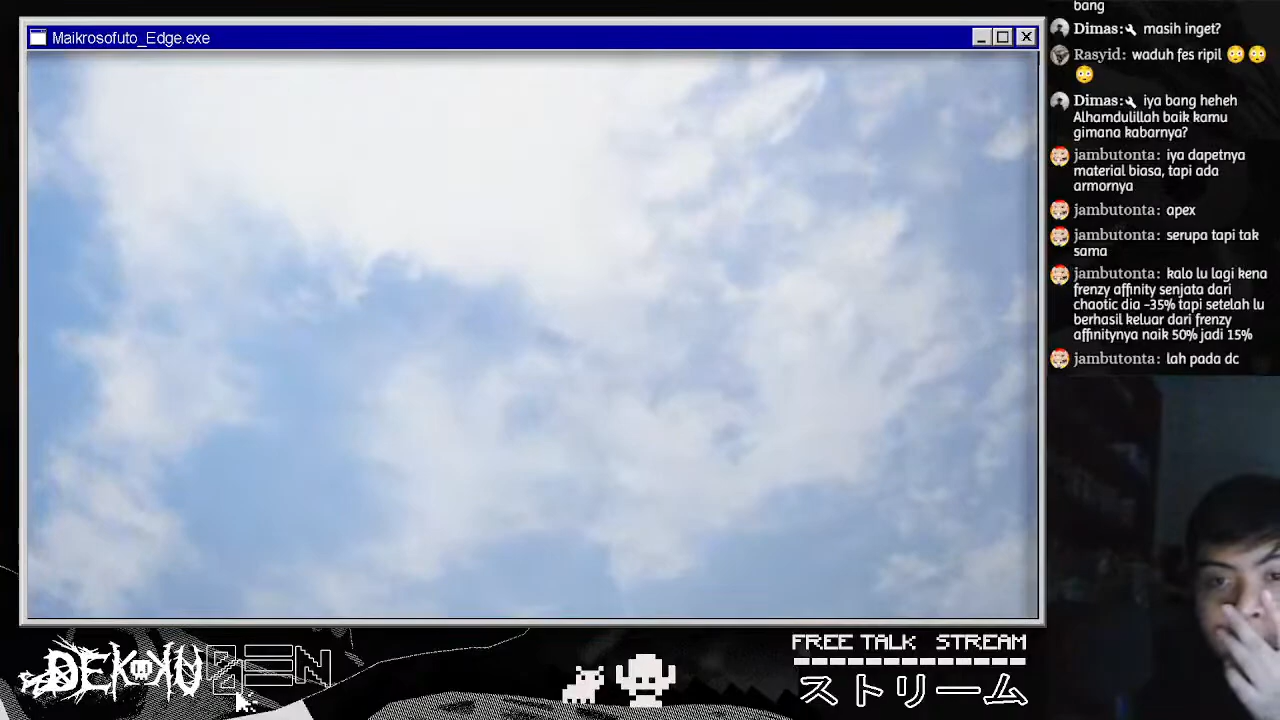 Maikrosofuto_Edge.exe
bang
Dimas: masih inget?
Rasyid: waduh fes ripil 😳😳
😳
Dimas: iya bang heheh
Alhamdulillah baik kamu
gimana kabarnya?
jambutonta: iya dapetnya
material biasa, tapi ada
armornya
jambutonta: apex
jambutonta: serupa tapi tak
sama
jambutonta: kalo lu lagi kena
frenzy affinity senjata dari
chaotic dia -35% tapi setelah lu
berhasil keluar dari frenzy
affinitynya naik 50% jadi 15%
jambutonta: lah pada dc
DEKOKU ZEN
FREE TALK STREAM
ストリーム